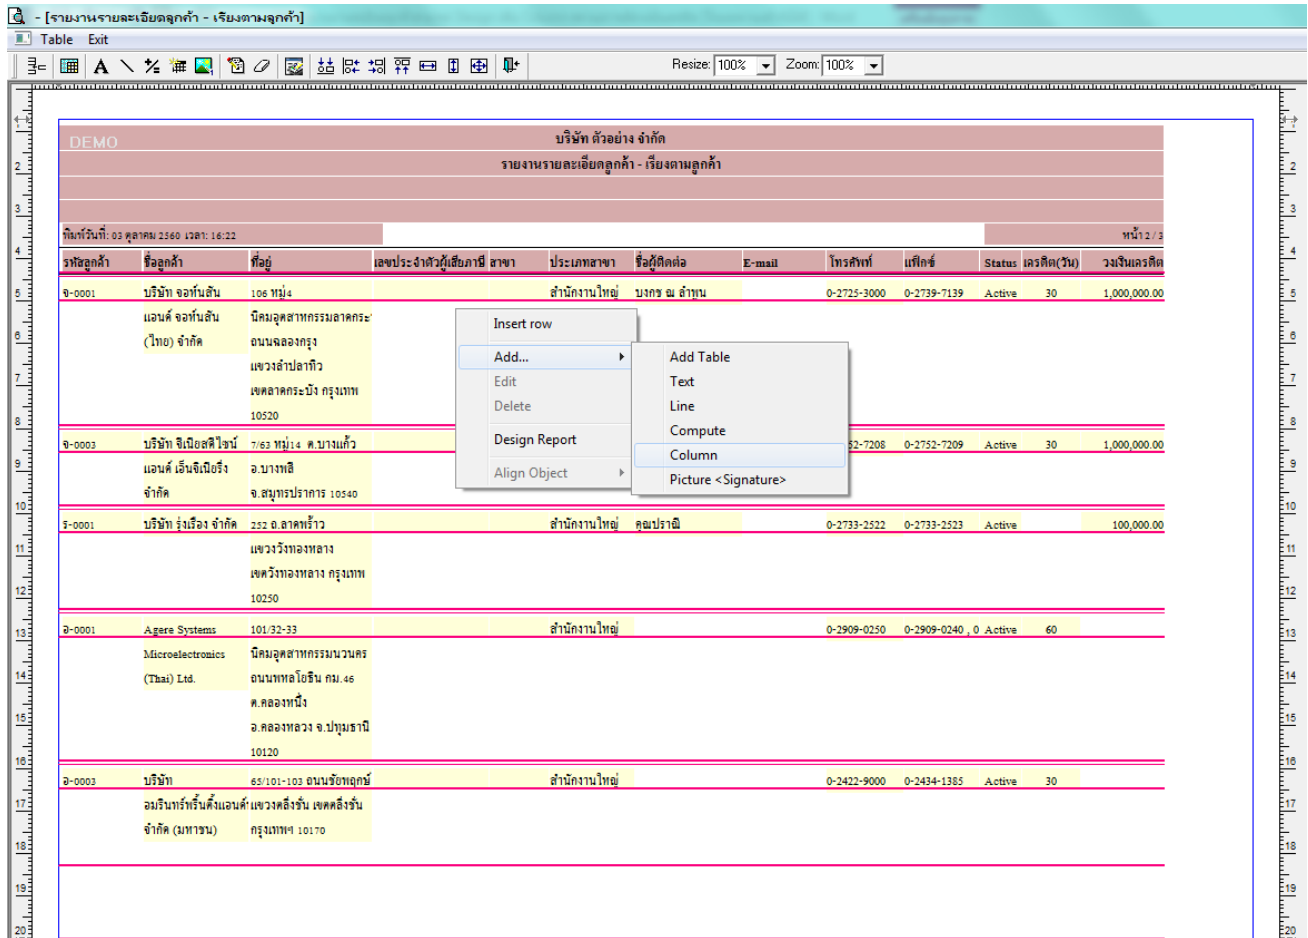 - [รายงานรายละเอียดลูกค้า - เรียงตามลูกค้า]
Table Exit
Resize: 100% Zoom: 100%
DEMO
บริษัท ตัวอย่าง จำกัด
รายงานรายละเอียดลูกค้า - เรียงตามลูกค้า
พิมพ์วันที่: 03 ตุลาคม 2560 เวลา: 16:22 หน้า 2 / 3
รหัสลูกค้า ชื่อลูกค้า ที่อยู่ เลขประจำตัวผู้เสียภาษี สาขา ประเภทสาขา ชื่อผู้ติดต่อ E-mail โทรศัพท์ แฟ็กซ์ Status เครดิต(วัน) วงเงินเครดิต
จ-0001 บริษัท จอห์นสัน 106 หมู่4 สำนักงานใหญ่ บงกช ณ ลำพูน 0-2725-3000 0-2739-7139 Active 30 1,000,000.00
แอนด์ จอห์นสัน นิคมอุตสาหกรรมลาดกระ
(ไทย) จำกัด ถนนฉลองกรุง
แขวงลำปลาทิว
เขตลาดกระบัง กรุงเทพ
10520
Insert row
Add...
Edit
Delete
Design Report
Align Object
Add Table
Text
Line
Compute
Column
Picture <Signature>
จ-0003 บริษัท จิเนียสดีไซน์ 7/63 หมู่14 ต.บางแก้ว 52-7208 0-2752-7209 Active 30 1,000,000.00
แอนด์ เอ็นจิเนียริ่ง อ.บางพลี
จำกัด จ.สมุทรปราการ 10540
ร-0001 บริษัท รุ่งเรือง จำกัด 252 ถ.ลาดพร้าว สำนักงานใหญ่ คุณปราณี 0-2733-2522 0-2733-2523 Active 100,000.00
แขวงวังทองหลาง
เขตวังทองหลาง กรุงเทพ
10250
อ-0001 Agere Systems 101/32-33 สำนักงานใหญ่ 0-2909-0250 0-2909-0240 , 0 Active 60
Microelectronics นิคมอุตสาหกรรมนวนคร
(Thai) Ltd. ถนนพหลโยธิน กม.46
ต.คลองหนึ่ง
อ.คลองหลวง จ.ปทุมธานี
10120
อ-0003 บริษัท 65/101-103 ถนนชัยพฤกษ์ สำนักงานใหญ่ 0-2422-9000 0-2434-1385 Active 30
อมรินทร์พริ้นติ้งแอนด์ แขวงตลิ่งชัน เขตตลิ่งชัน
จำกัด (มหาชน) กรุงเทพฯ 10170